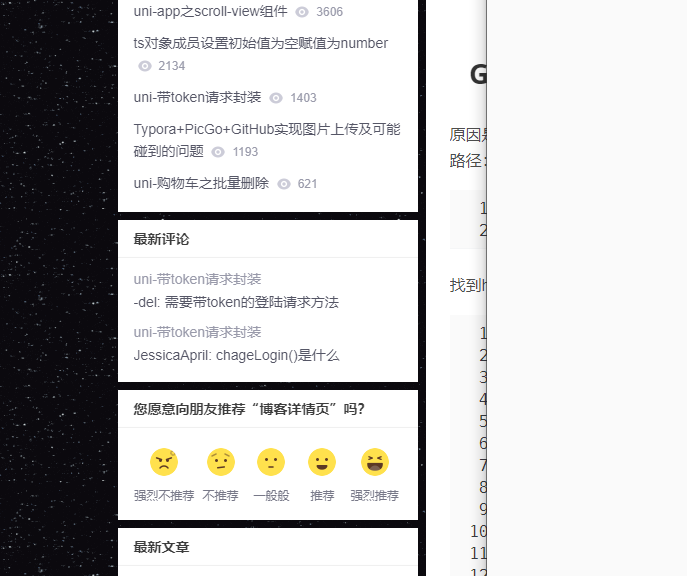 uni-app之scroll-view组件 3606
ts对象成员设置初始值为空赋值为number
2134
uni-带token请求封装 1403
Typora+PicGo+GitHub实现图片上传及可能
碰到的问题 1193
uni-购物车之批量删除 621
最新评论
uni-带token请求封装
-del: 需要带token的登陆请求方法
uni-带token请求封装
JessicaApril: chageLogin()是什么
您愿意向朋友推荐“博客详情页”吗？
强烈不推荐 不推荐 一般般 推荐 强烈推荐
最新文章
G
原因是
路径：
1
2
找到
1
2
3
4
5
6
7
8
9
10
11
12